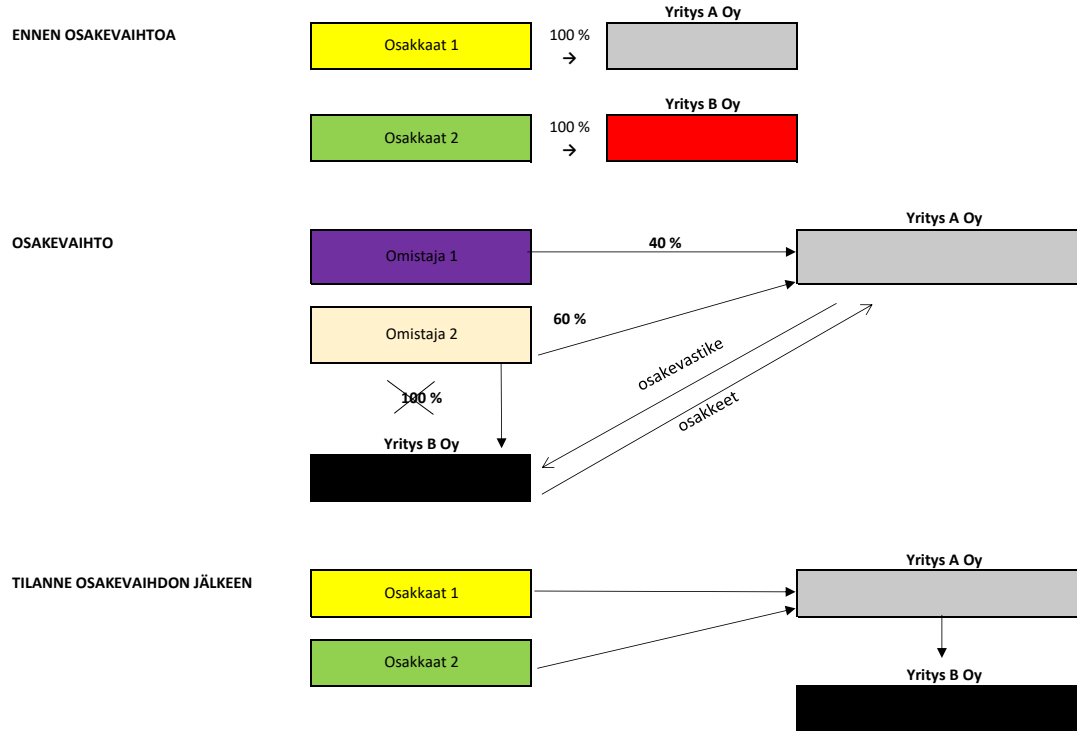 ENNEN OSAKEVAIHTOA
Osakkaat 1
100 %
→
Yritys A Oy
Osakkaat 2
100 %
→
Yritys B Oy
OSAKEVAIHTO
Omistaja 1
40 %
Yritys A Oy
Omistaja 2
60 %
osakevastike
osakkeet
100 %
Yritys B Oy
TILANNE OSAKEVAIHDON JÄLKEEN
Osakkaat 1
Yritys A Oy
Osakkaat 2
Yritys B Oy